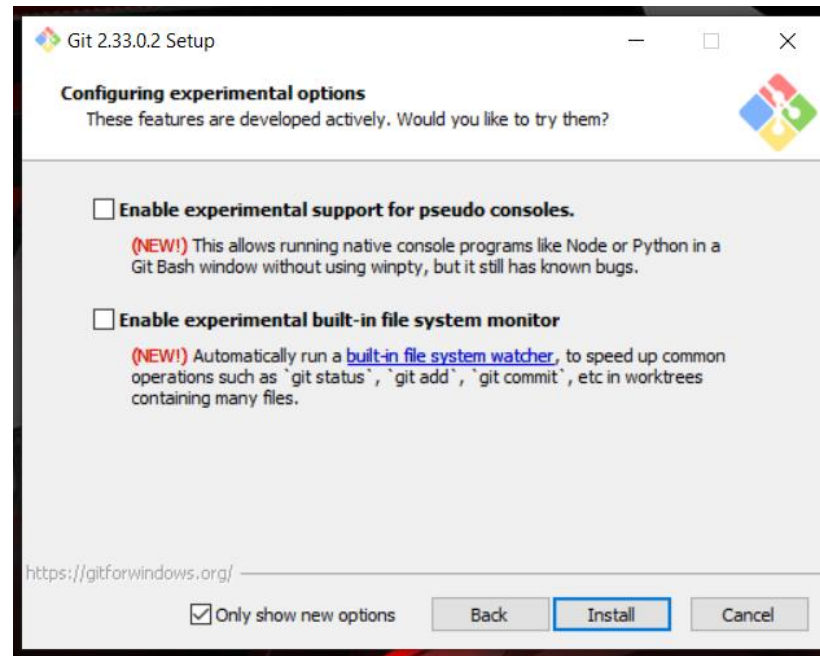 Git 2.33.0.2 Setup
Configuring experimental options
These features are developed actively. Would you like to try them?
Enable experimental support for pseudo consoles.
(NEW!) This allows running native console programs like Node or Python in a
Git Bash window without using winpty, but it still has known bugs.
Enable experimental built-in file system monitor
(NEW!) Automatically run a built-in file system watcher, to speed up common
operations such as `git status`, `git add`, `git commit`, etc in worktrees
containing many files.
https://gitforwindows.org/
Only show new options Back Install Cancel